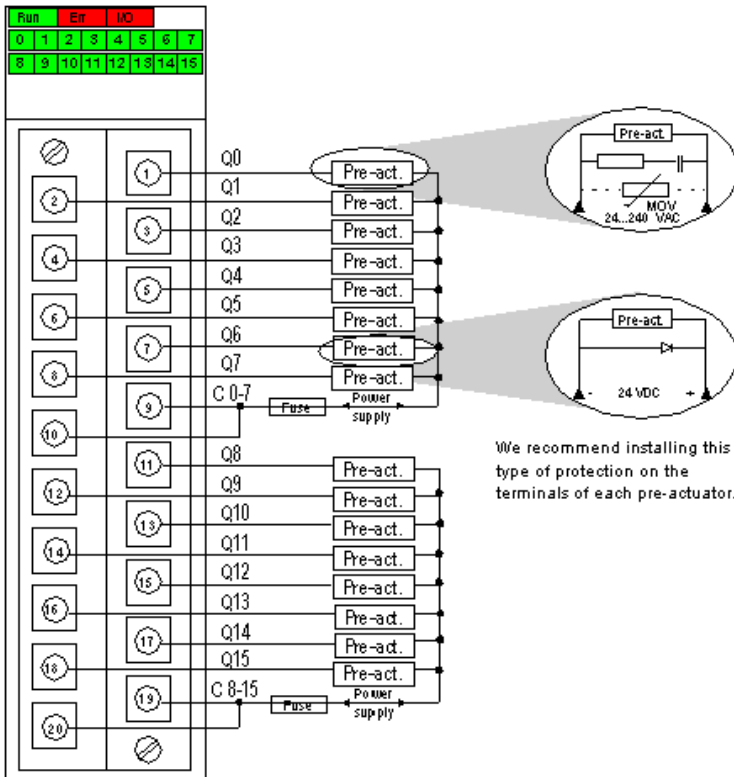 Run Err I/O
0 1 2 3 4 5 6 7
8 9 10 11 12 13 14 15
1 Q0 Pre-act.
2 Q1 Pre-act.
3 Q2 Pre-act.
4 Q3 Pre-act.
5 Q4 Pre-act.
6 Q5 Pre-act.
7 Q6 Pre-act.
8 Q7 Pre-act.
9 C 0-7 Fuse Power supply
10
11 Q8 Pre-act.
12 Q9 Pre-act.
13 Q10 Pre-act.
14 Q11 Pre-act.
15 Q12 Pre-act.
16 Q13 Pre-act.
17 Q14 Pre-act.
18 Q15 Pre-act.
19 C 8-15 Fuse Power supply
20
Pre-act.
MOV
24...240 VAC
Pre-act.
- 24 VDC +
We recommend installing this
type of protection on the
terminals of each pre-actuator.